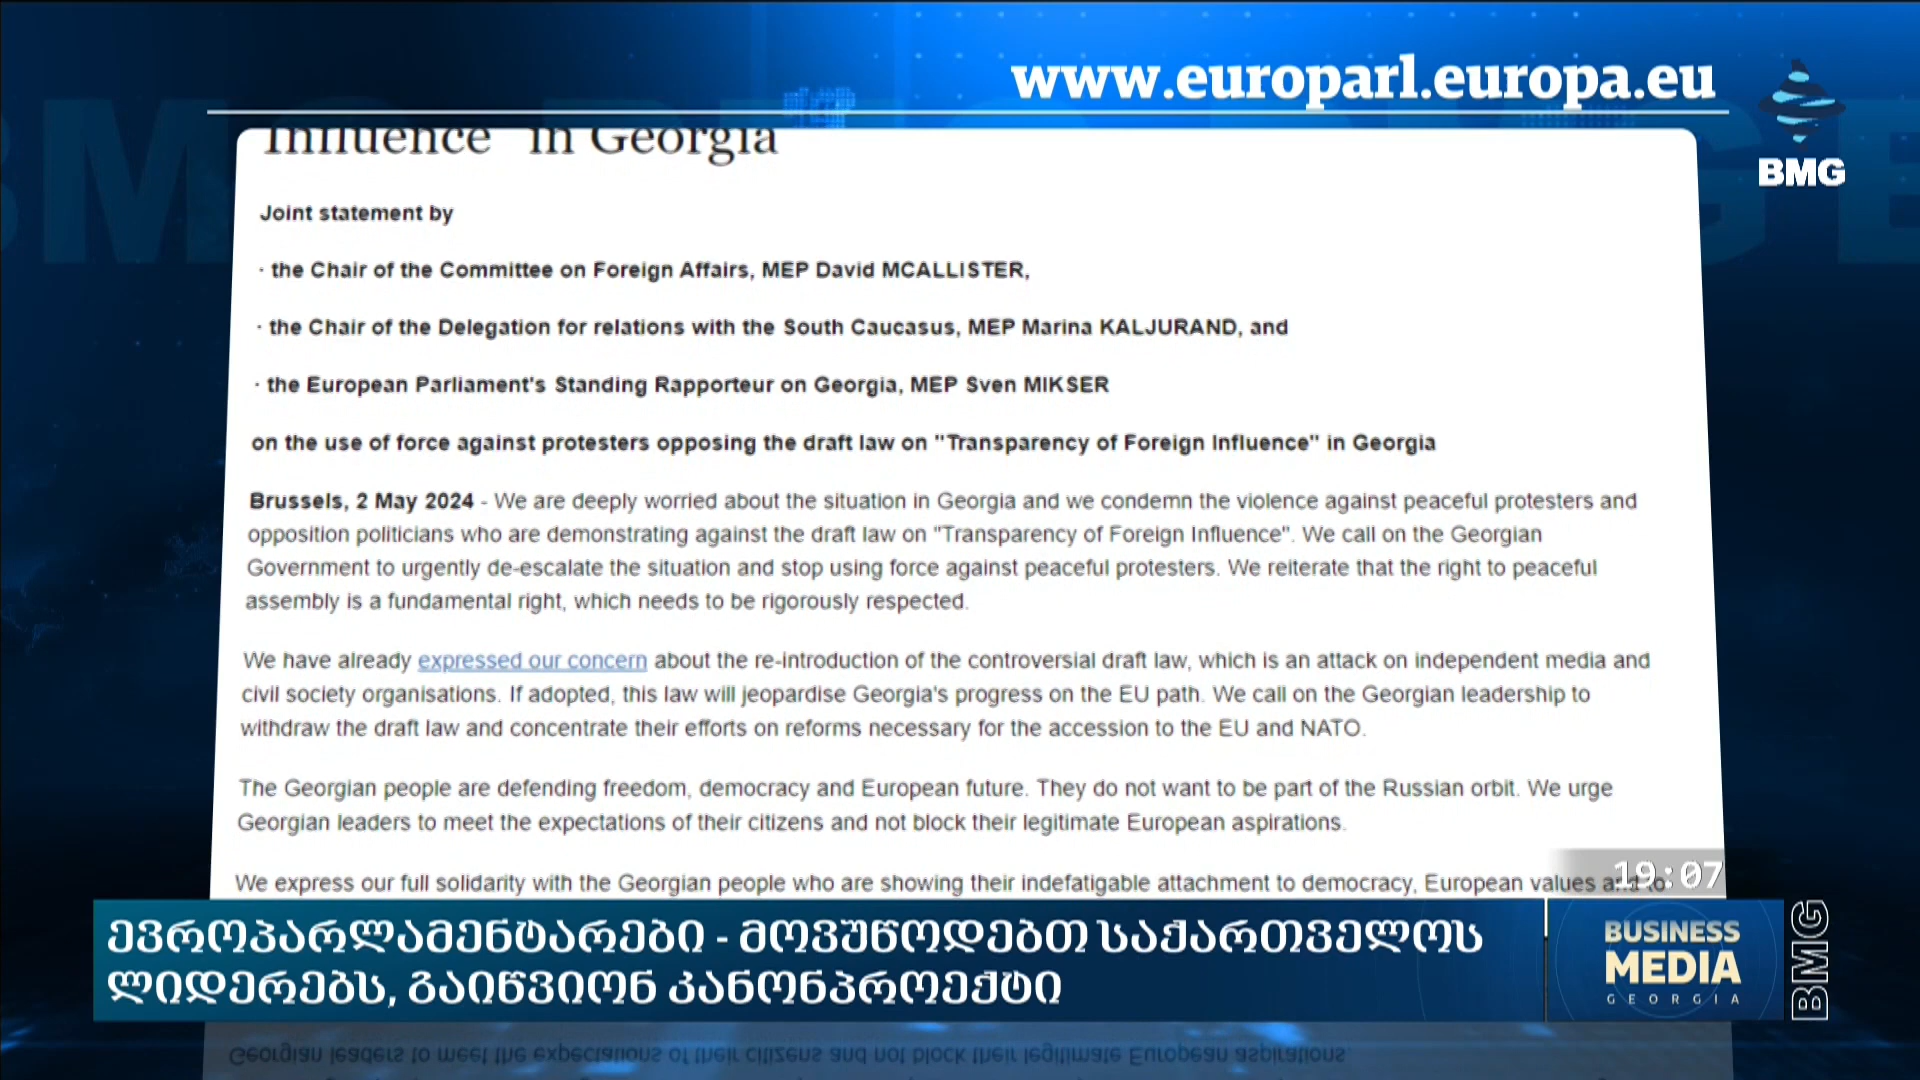 www.europarl.europa.eu
BMG
Influence" in Georgia
Joint statement by
· the Chair of the Committee on Foreign Affairs, MEP David MCALLISTER,
· the Chair of the Delegation for relations with the South Caucasus, MEP Marina KALJURAND, and
· the European Parliament's Standing Rapporteur on Georgia, MEP Sven MIKSER
on the use of force against protesters opposing the draft law on "Transparency of Foreign Influence" in Georgia
Brussels, 2 May 2024 - We are deeply worried about the situation in Georgia and we condemn the violence against peaceful protesters and
opposition politicians who are demonstrating against the draft law on "Transparency of Foreign Influence". We call on the Georgian
Government to urgently de-escalate the situation and stop using force against peaceful protesters. We reiterate that the right to peaceful
assembly is a fundamental right, which needs to be rigorously respected.
We have already expressed our concern about the re-introduction of the controversial draft law, which is an attack on independent media and
civil society organisations. If adopted, this law will jeopardise Georgia's progress on the EU path. We call on the Georgian leadership to
withdraw the draft law and concentrate their efforts on reforms necessary for the accession to the EU and NATO.
The Georgian people are defending freedom, democracy and European future. They do not want to be part of the Russian orbit. We urge
Georgian leaders to meet the expectations of their citizens and not block their legitimate European aspirations.
We express our full solidarity with the Georgian people who are showing their indefatigable attachment to democracy, European values and to
19:07
ევროპარლამენტარები - მოვუწოდებთ საქართველოს
ლიდერებს, გაიწვიონ კანონპროექტი
BUSINESS
MEDIA
GEORGIA
BMG